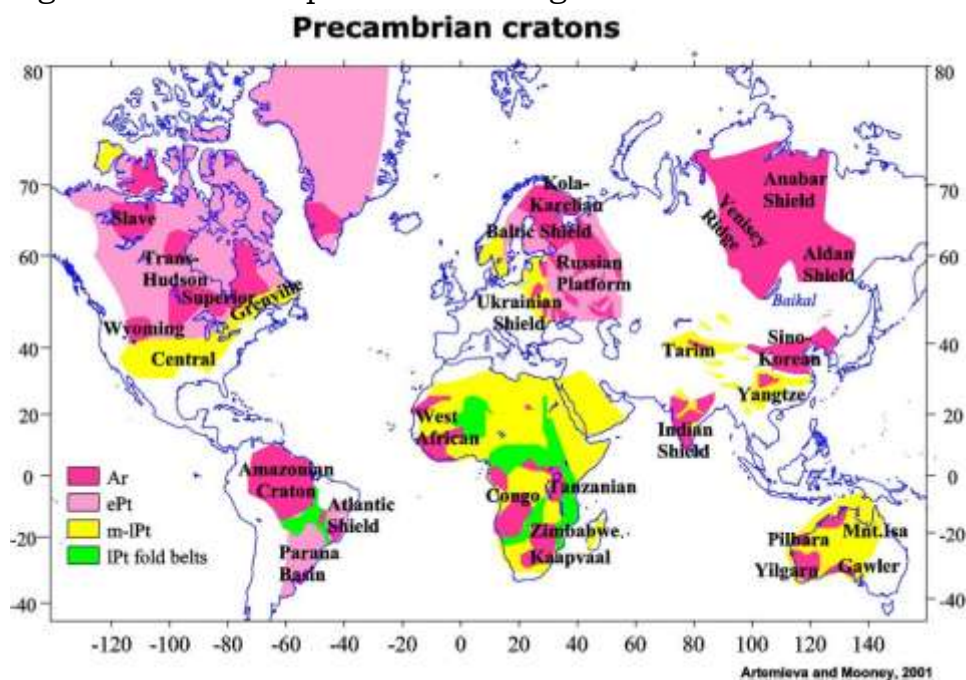 Precambrian cratons
80
70
60
40
20
0
-20
-40
80
70
60
40
20
0
-20
-40
-120 -100 -80 -60 -40 -20 0 20 40 60 80 100 120 140
Slave
Trans-
Hudson
Superior
Grenville
Wyoming
Central
Kola-
Karelian
Baltic Shield
Russian
Platform
Ukrainian
Shield
Anabar
Shield
Yenisey
Ridge
Aldan
Shield
Baikal
Tarim
Sino-
Korean
Yangtze
Indian
Shield
West
African
Congo
Tanzanian
Zimbabwe
Kaapvaal
Amazonian
Craton
Atlantic
Shield
Parana
Basin
Pilbara
Mnt.Isa
Yilgarn
Gawler
Ar
ePt
m-lPt
lPt fold belts
Artemieva and Mooney, 2001